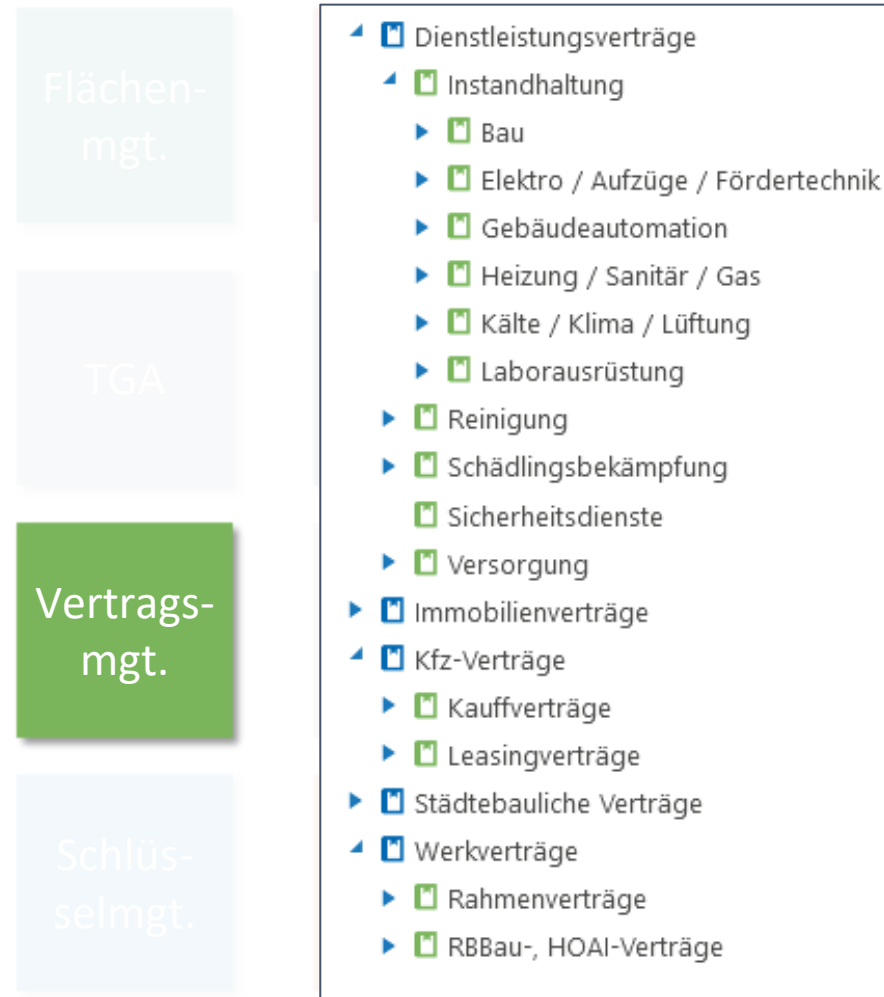 Flächen-
mgt.
TGA
Vertrags-
mgt.
Schlüs-
selmgt.
Dienstleistungsverträge
Instandhaltung
Bau
Elektro / Aufzüge / Fördertechnik
Gebäudeautomation
Heizung / Sanitär / Gas
Kälte / Klima / Lüftung
Laborausrüstung
Reinigung
Schädlingsbekämpfung
Sicherheitsdienste
Versorgung
Immobilienverträge
Kfz-Verträge
Kauffverträge
Leasingverträge
Städtebauliche Verträge
Werkverträge
Rahmenverträge
RBBau-, HOAI-Verträge